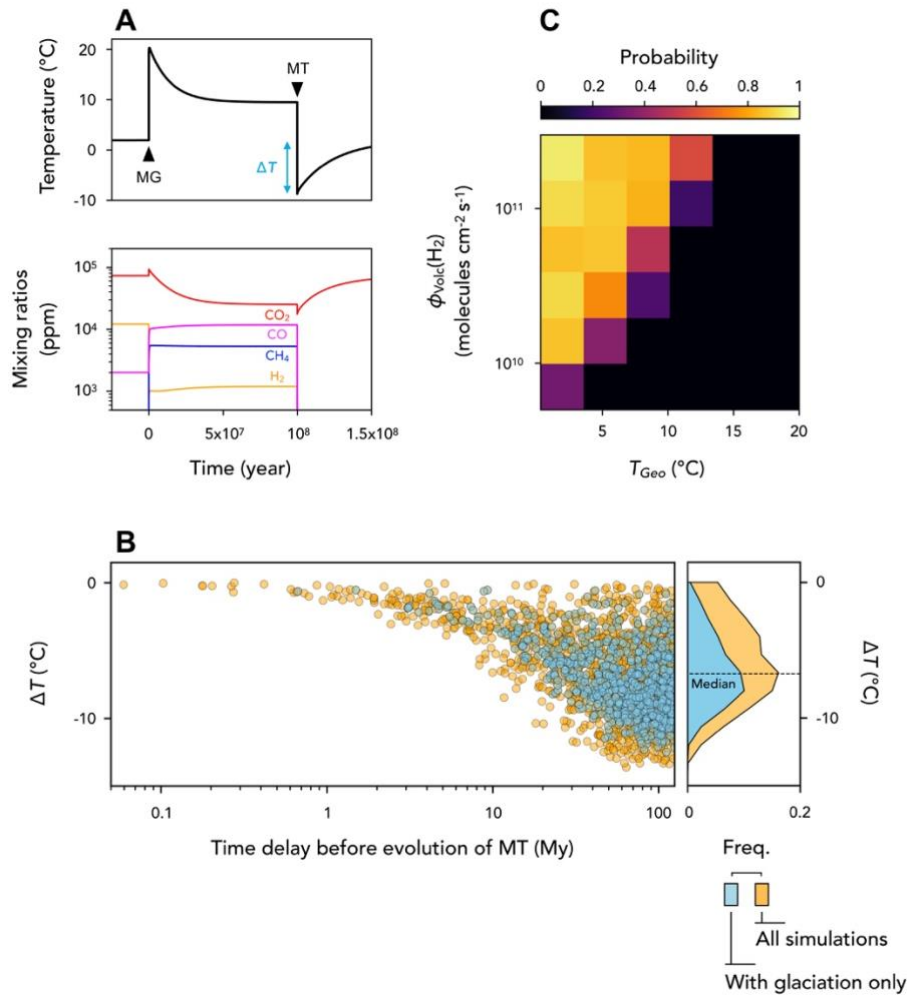 A
Temperature (°C)
20
10
0
-10
MG
MT
ΔT
Mixing ratios
(ppm)
10⁵
10⁴
10³
CO₂
CO
CH₄
H₂
0
5x10⁷
10⁸
1.5x10⁸
Time (year)
C
Probability
0
0.2
0.4
0.6
0.8
1
ϕVolc(H₂)
(molecules cm⁻² s⁻¹)
10¹¹
10¹⁰
5
10
15
20
TGeo (°C)
B
ΔT (°C)
0
-10
0.1
1
10
100
Time delay before evolution of MT (My)
Median
0
-10
ΔT (°C)
0
0.2
Freq.
All simulations
With glaciation only